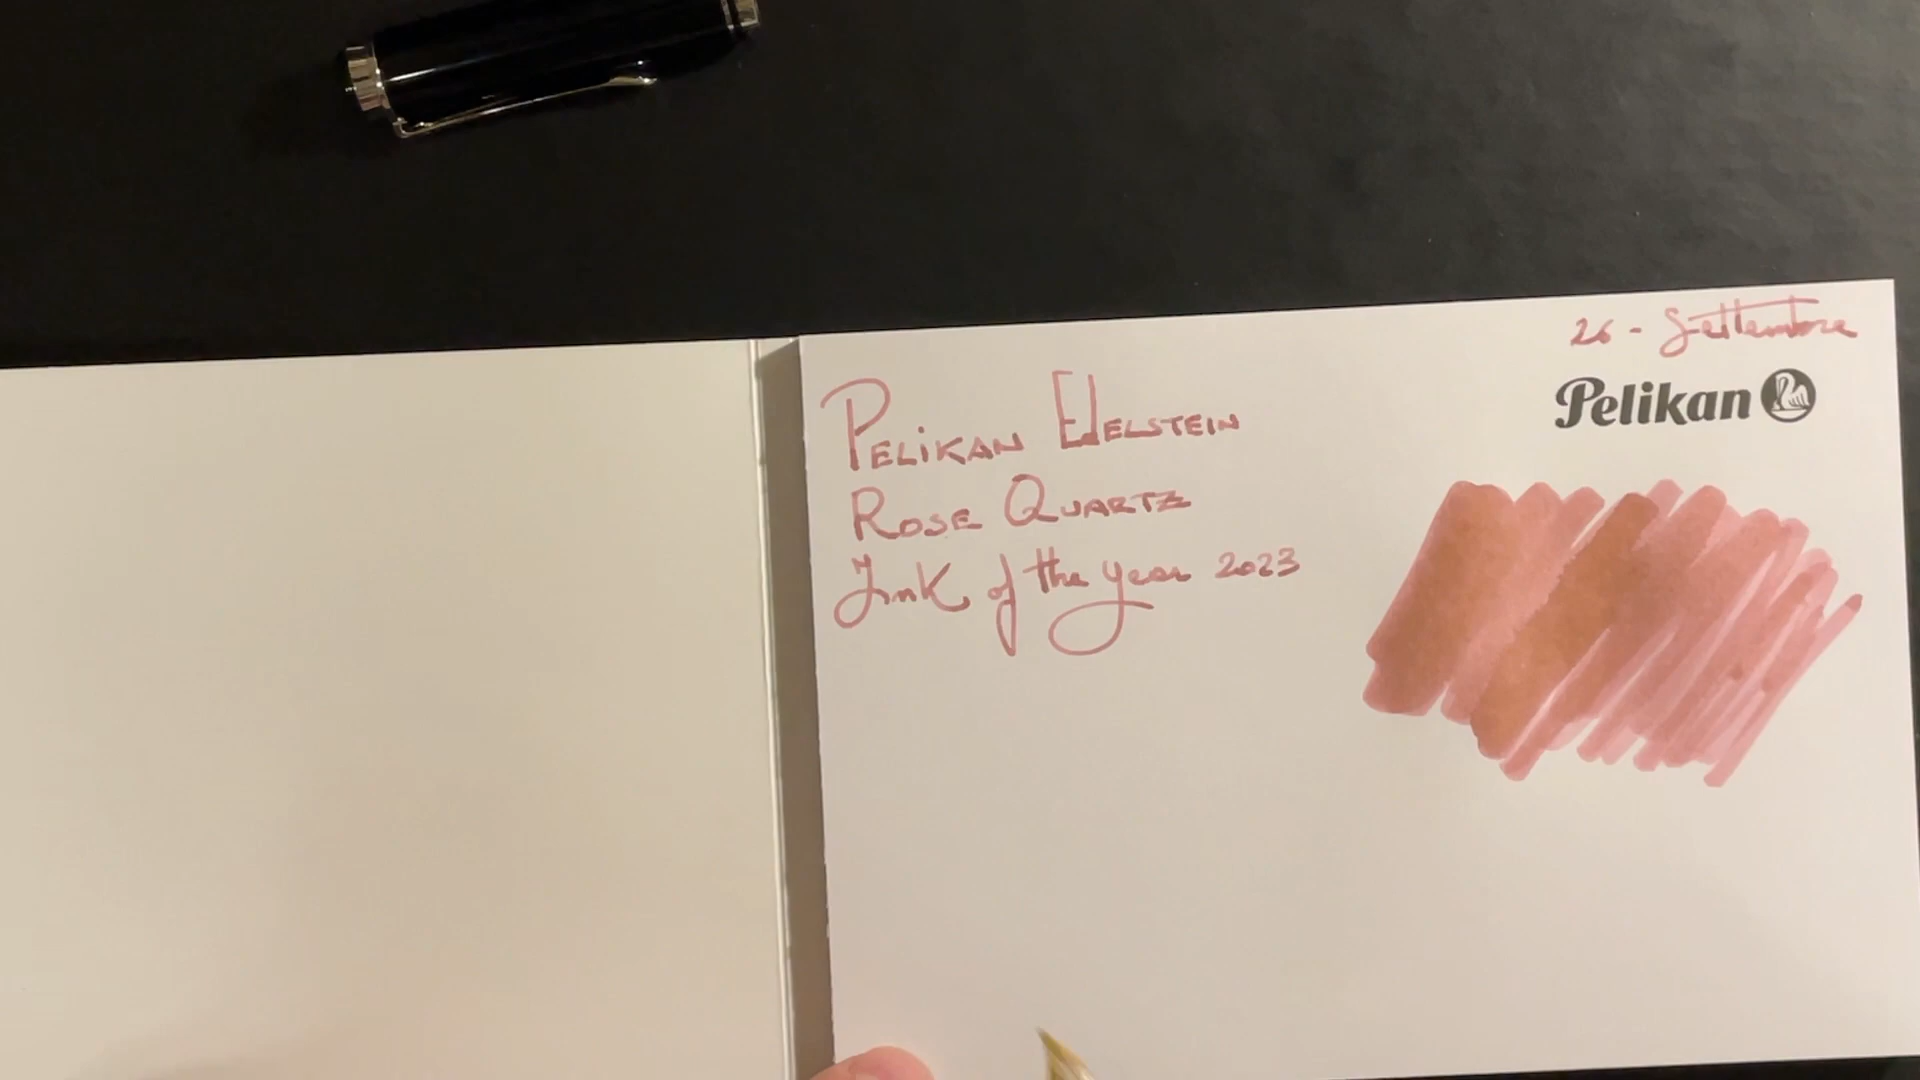 26 - Settembre
Pelikan
Pelikan Edelstein
Rose Quartz
Ink of the year 2023